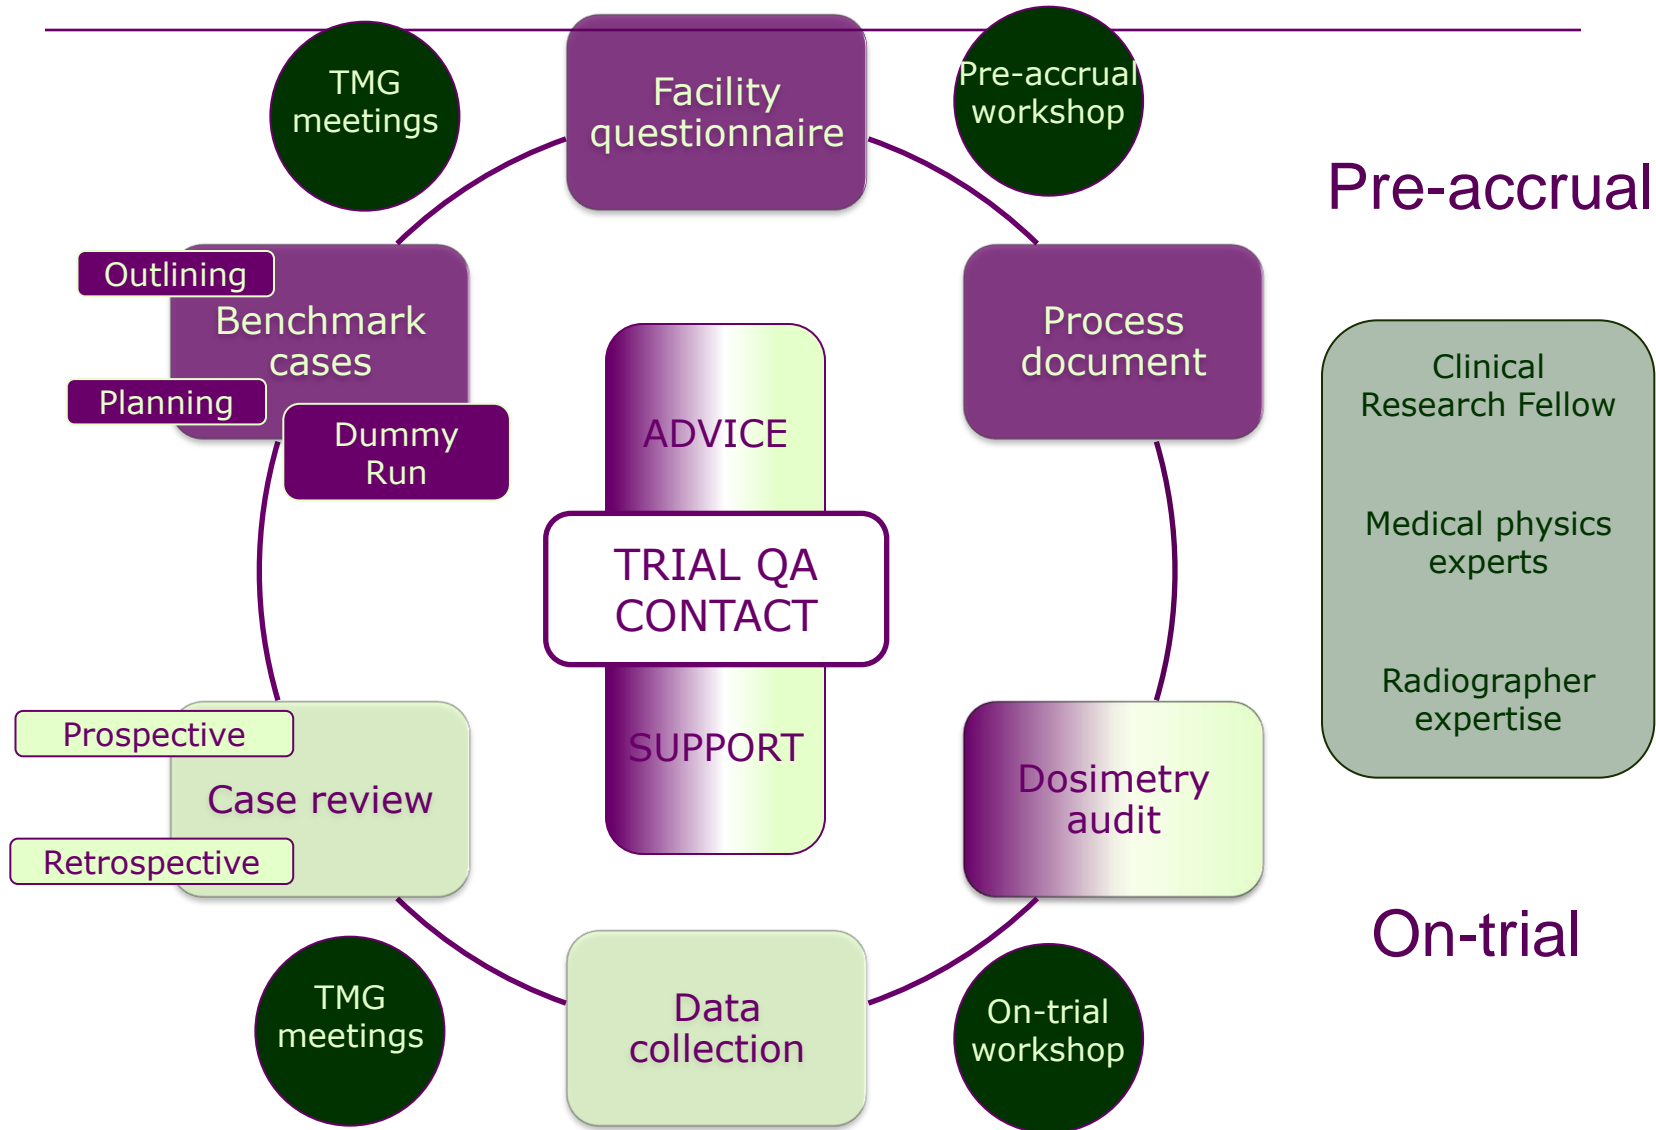 TMG
meetings
Facility
questionnaire
Pre-accrual
workshop
Pre-accrual
Outlining
Benchmark
cases
Planning
Dummy
Run
Process
document
ADVICE
TRIAL QA
CONTACT
SUPPORT
Clinical
Research Fellow
Medical physics
experts
Radiographer
expertise
Prospective
Case review
Retrospective
Dosimetry
audit
On-trial
TMG
meetings
Data
collection
On-trial
workshop